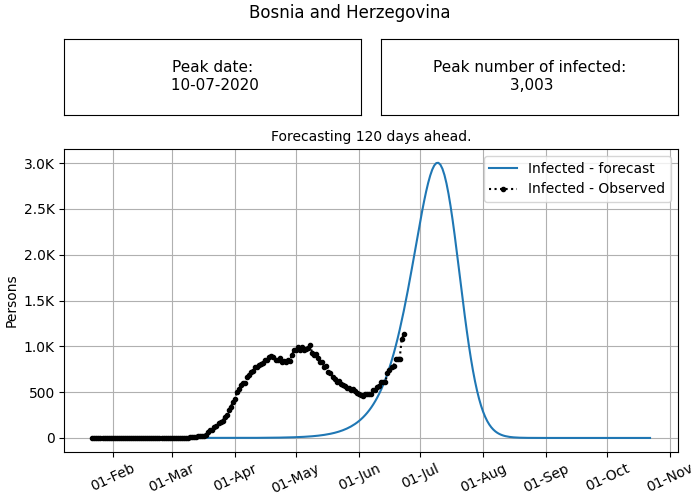 Bosnia and Herzegovina
Peak date:
10-07-2020
Peak number of infected:
3,003
Forecasting 120 days ahead.
Infected - forecast
Infected - Observed
Persons
3.0K
2.5K
2.0K
1.5K
1.0K
500
0
01-Feb
01-Mar
01-Apr
01-May
01-Jun
01-Jul
01-Aug
01-Sep
01-Oct
01-Nov